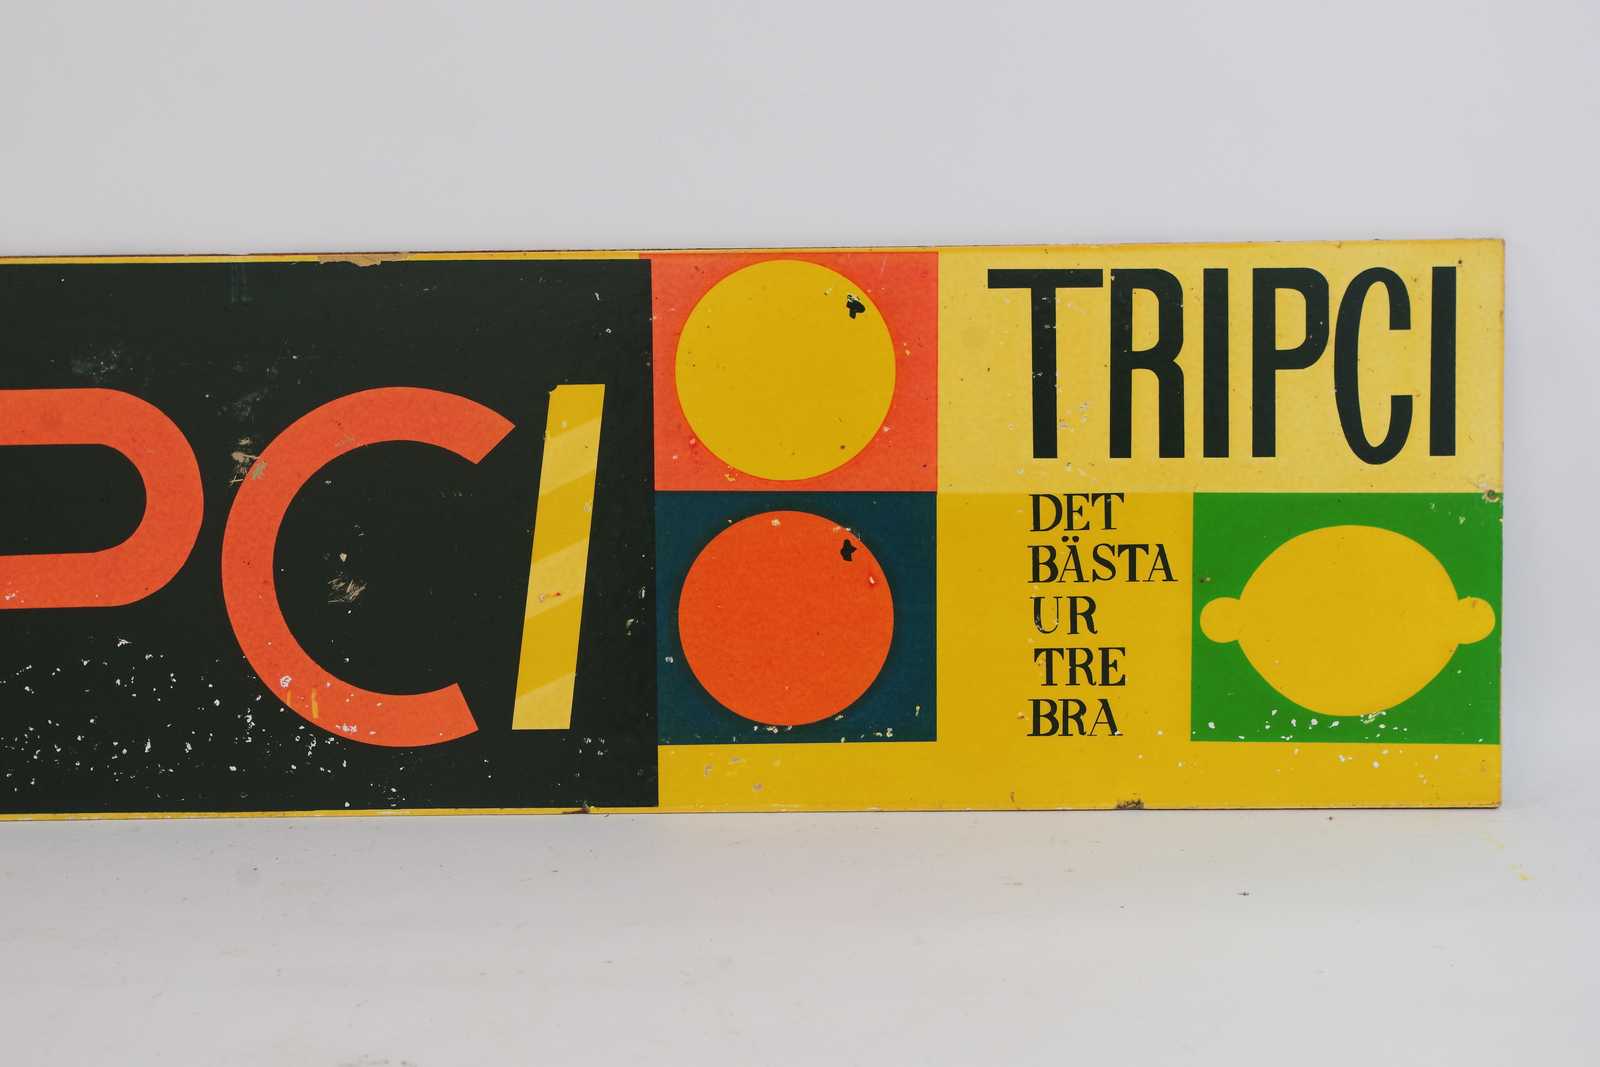 PCI
TRIPCI
DET
BÄSTA
UR
TRE
BRA